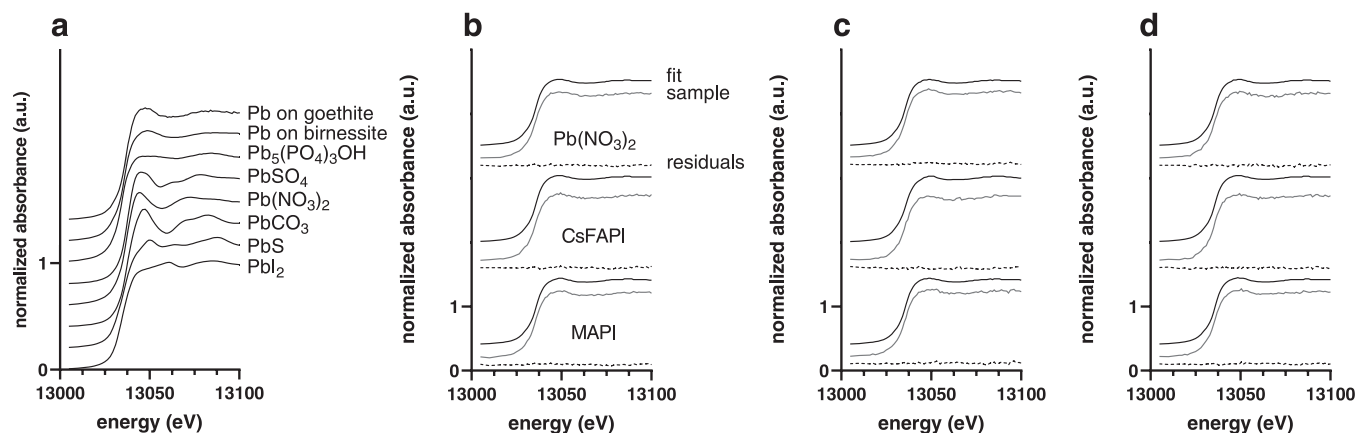 a
normalized absorbance (a.u.)
1
0
13000
13050
13100
energy (eV)
Pb on goethite
Pb on birnessite
Pb₅(PO₄)₃OH
PbSO₄
Pb(NO₃)₂
PbCO₃
PbS
PbI₂
b
normalized absorbance (a.u.)
1
0
13000
13050
13100
energy (eV)
fit
sample
Pb(NO₃)₂
residuals
CsFAPI
MAPI
c
normalized absorbance (a.u.)
1
0
13000
13050
13100
energy (eV)
d
normalized absorbance (a.u.)
1
0
13000
13050
13100
energy (eV)